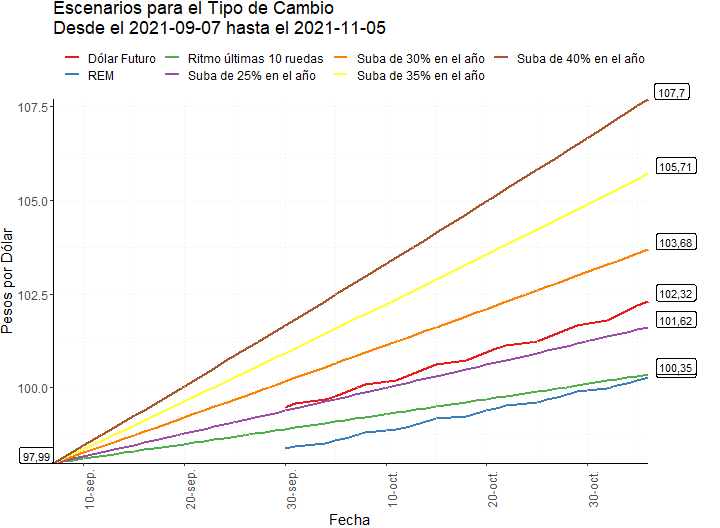 Escenarios para el Tipo de Cambio
Desde el 2021-09-07 hasta el 2021-11-05
Dólar Futuro Ritmo últimas 10 ruedas Suba de 30% en el año Suba de 40% en el año
REM Suba de 25% en el año Suba de 35% en el año
Pesos por Dólar
107.5
105.0
102.5
100.0
107,7
105,71
103,68
102,32
101,62
100,35
97,99
10-sep.
20-sep.
30-sep.
10-oct.
20-oct.
30-oct.
Fecha